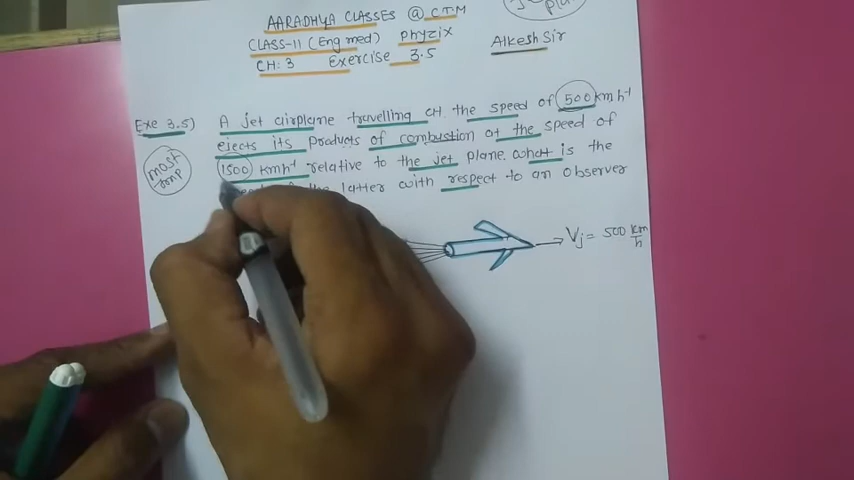 AARADHYA CLASSES @ C.T.M
CLASS-11 (Eng med) Phyzix
Alkesh Sir
CH: 3 Exercise 3.5
Exe 3.5) A jet airplane travelling at the speed of 500 km h⁻¹
ejects its products of combustion at the speed of
most Imp
1500 kmh⁻¹ relative to the jet plane what is the
the latter with respect to an observer
Vj = 500 km/h